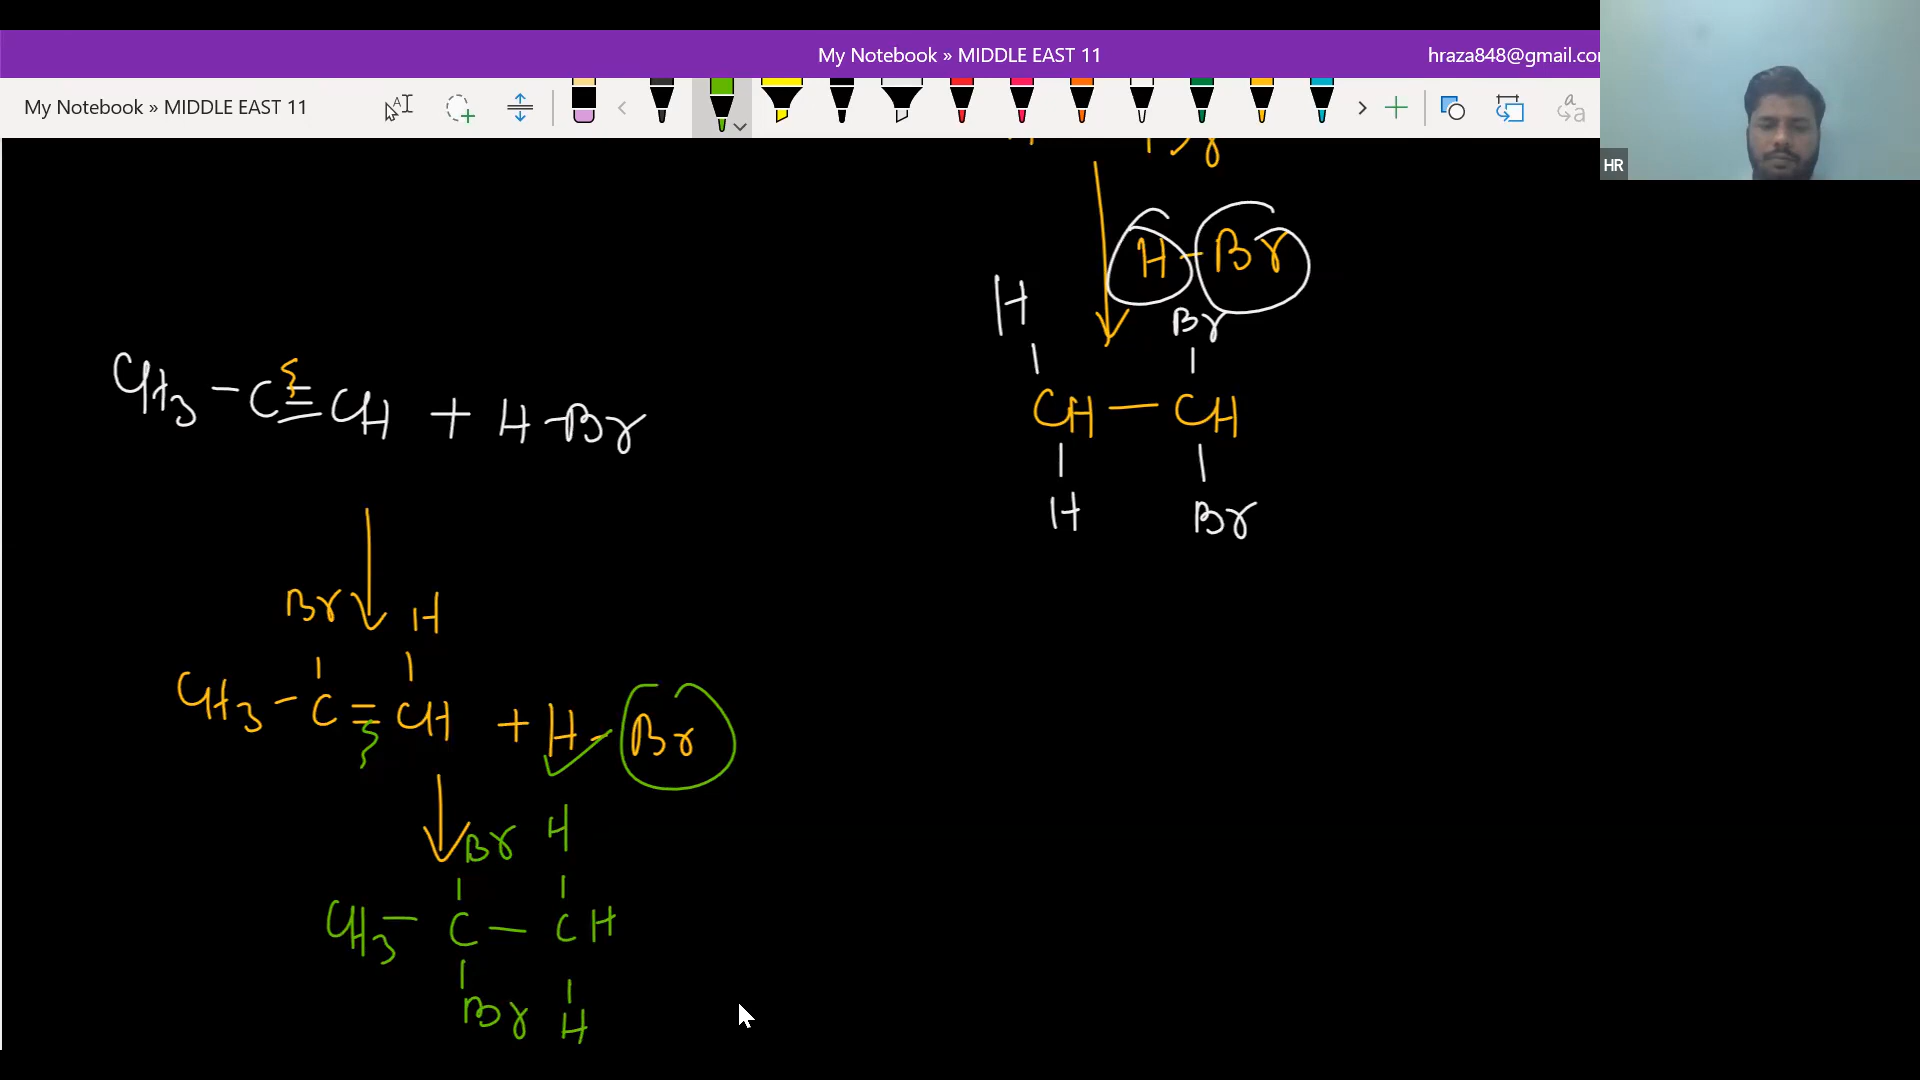 My Notebook » MIDDLE EAST 11
hraza848@gmail.co
My Notebook » MIDDLE EAST 11
HR
CH3 - C ≡ CH + H - Br
Br H
CH3 - C = CH + H - Br
Br H
CH3 - C - CH
Br H
Br
H - Br
H Br
CH - CH
H Br